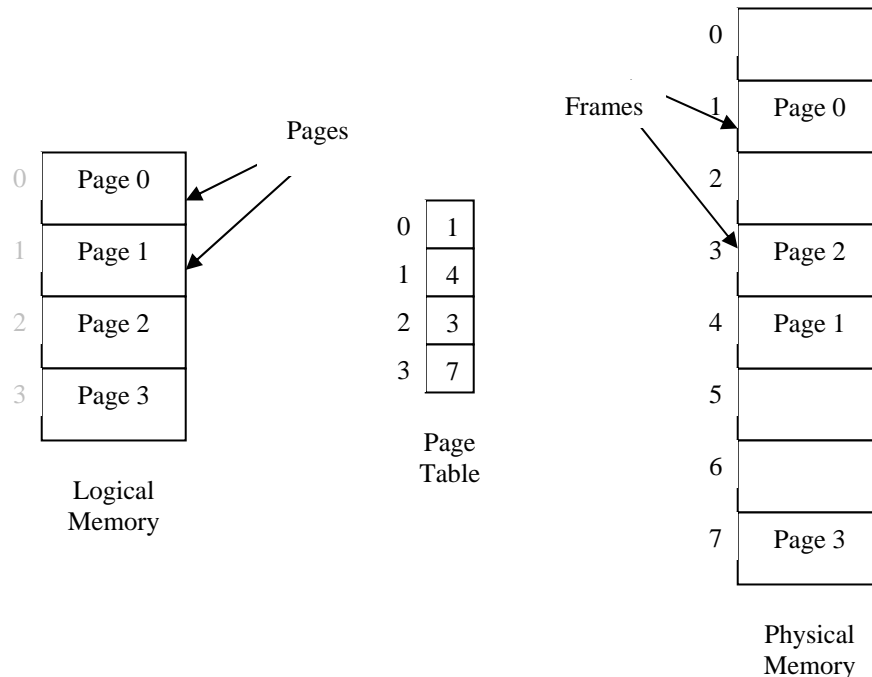 Pages
0 Page 0
1 Page 1
2 Page 2
3 Page 3
Logical
Memory
0 1
1 4
2 3
3 7
Page
Table
Frames
0
1 Page 0
2
3 Page 2
4 Page 1
5
6
7 Page 3
Physical
Memory